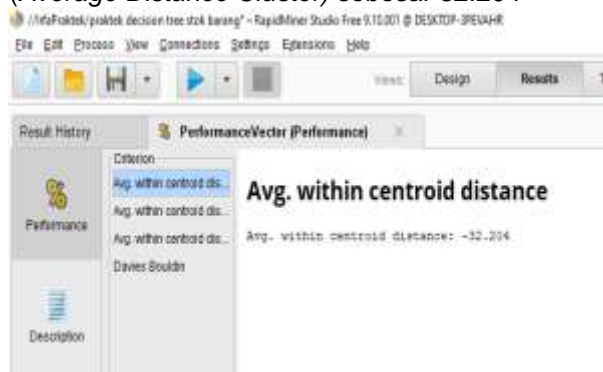 (Average Distance Cluster) sebesar 32.204
//IrfaPraktek/praktek decision tree stok barang* – RapidMiner Studio Free 9.10.001 @ DESKTOP-3PEVAHR
File Edit Process View Connections Settings Extensions Help
Views: Design Results
Result History PerformanceVector (Performance)
Criterion
Avg. within centroid dis...
Avg. within centroid dis...
Avg. within centroid dis...
Davies Bouldin
Performance
Description
Avg. within centroid distance
Avg. within centroid distance: -32.204